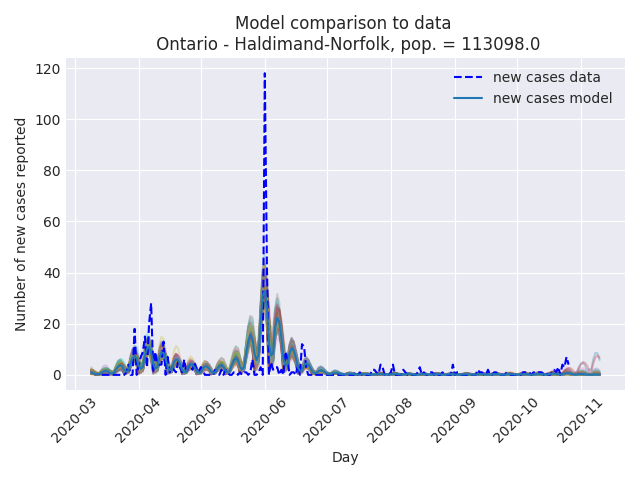 Model comparison to data
Ontario - Haldimand-Norfolk, pop. = 113098.0
new cases data
new cases model
Number of new cases reported
120
100
80
60
40
20
0
2020-03
2020-04
2020-05
2020-06
2020-07
2020-08
2020-09
2020-10
2020-11
Day